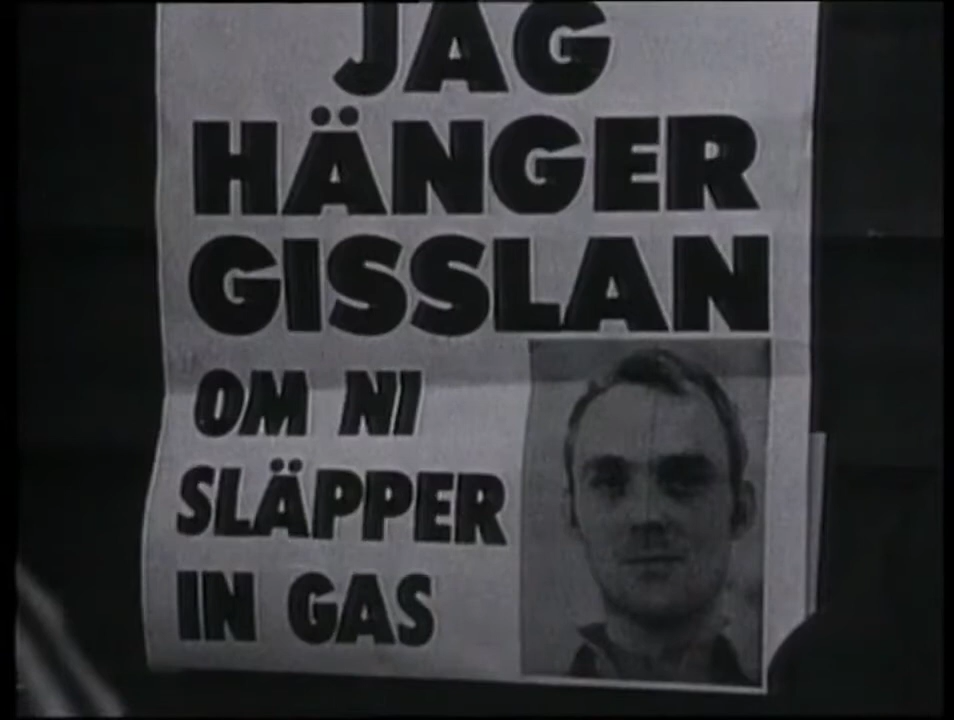 JAG
HÄNGER
GISSLAN
OM NI
SLÄPPER
IN GAS